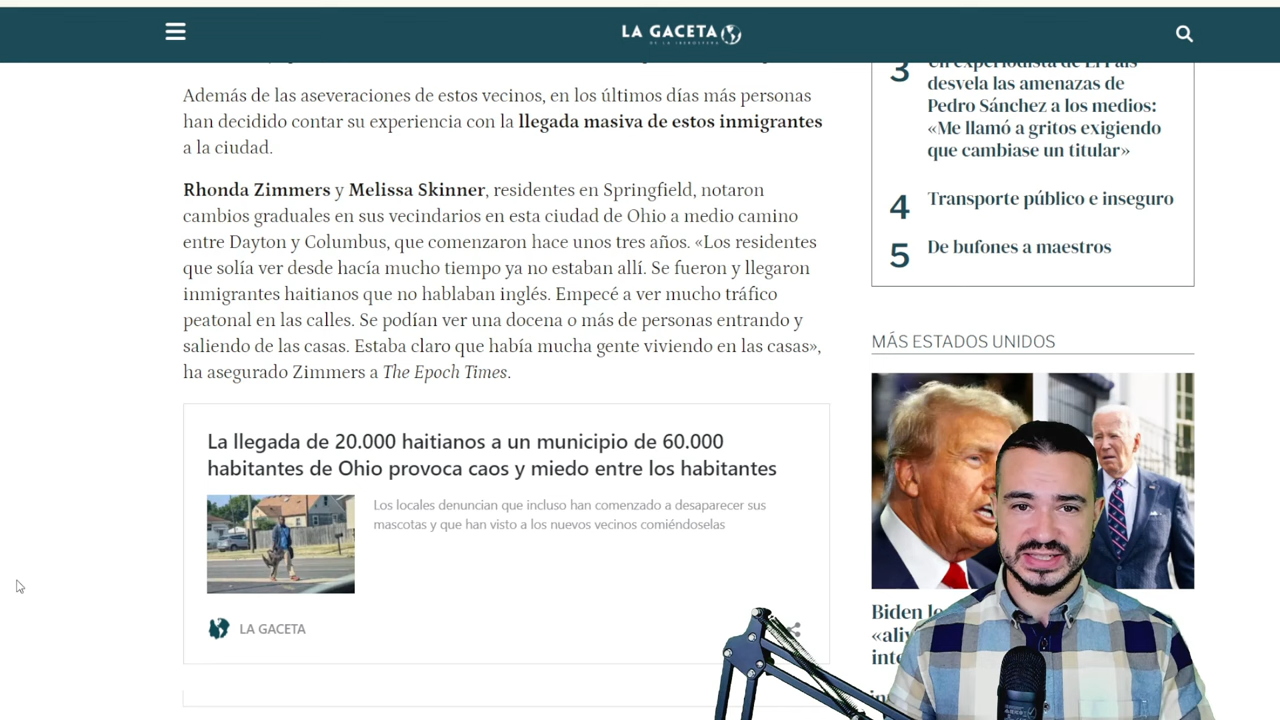 LA GACETA
DE LA IBEROSFERA
Además de las aseveraciones de estos vecinos, en los últimos días más personas
han decidido contar su experiencia con la llegada masiva de estos inmigrantes
a la ciudad.
Rhonda Zimmers y Melissa Skinner, residentes en Springfield, notaron
cambios graduales en sus vecindarios en esta ciudad de Ohio a medio camino
entre Dayton y Columbus, que comenzaron hace unos tres años. «Los residentes
que solía ver desde hacía mucho tiempo ya no estaban allí. Se fueron y llegaron
inmigrantes haitianos que no hablaban inglés. Empecé a ver mucho tráfico
peatonal en las calles. Se podían ver una docena o más de personas entrando y
saliendo de las casas. Estaba claro que había mucha gente viviendo en las casas»,
ha asegurado Zimmers a The Epoch Times.
La llegada de 20.000 haitianos a un municipio de 60.000
habitantes de Ohio provoca caos y miedo entre los habitantes
Los locales denuncian que incluso han comenzado a desaparecer sus
mascotas y que han visto a los nuevos vecinos comiéndoselas
LA GACETA
3
Un experiodista de El País
desvela las amenazas de
Pedro Sánchez a los medios:
«Me llamó a gritos exigiendo
que cambiase un titular»
4
Transporte público e inseguro
5
De bufones a maestros
MÁS ESTADOS UNIDOS
Biden